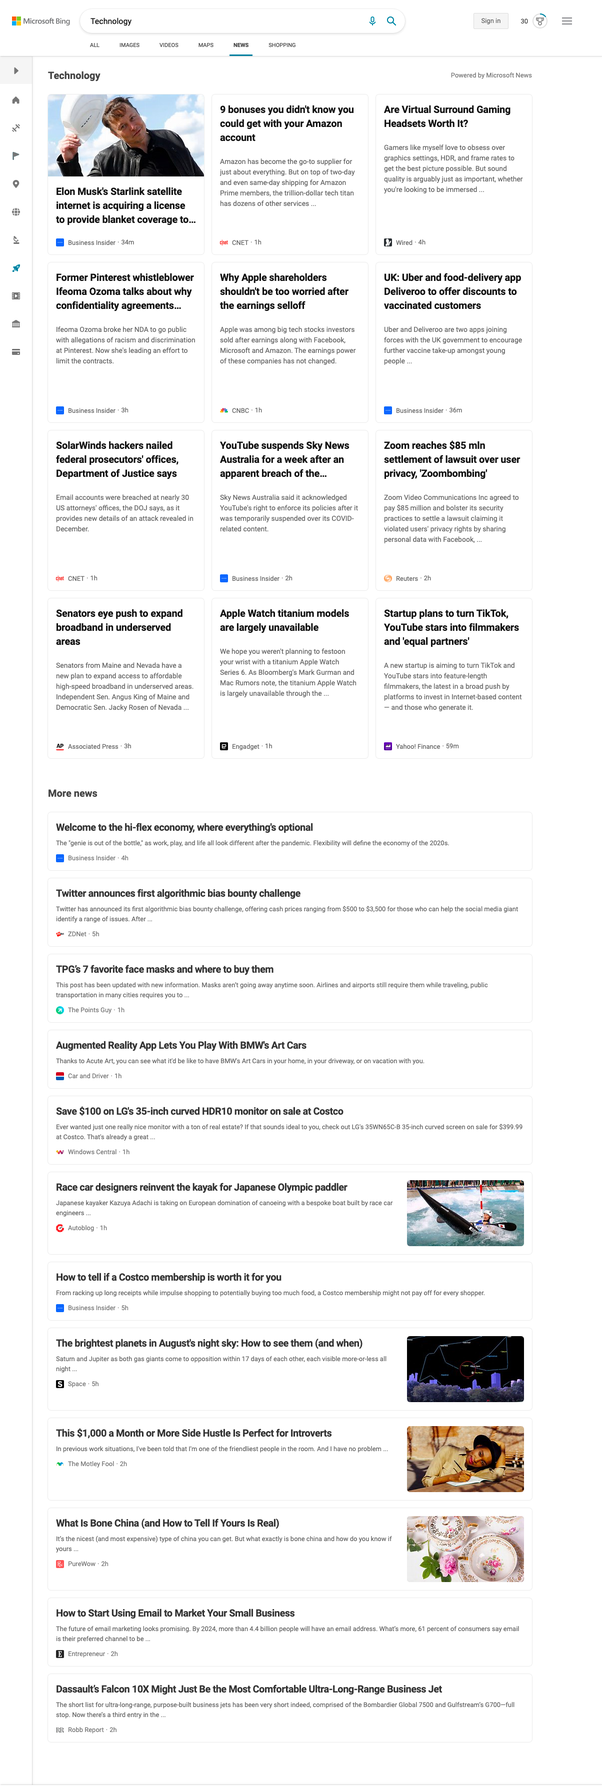 Microsoft Bing
Technology
Sign in
30
ALL
IMAGES
VIDEOS
MAPS
NEWS
SHOPPING
Technology
Powered by Microsoft News
Elon Musk's Starlink satellite
internet is acquiring a license
to provide blanket coverage to...
Business Insider · 34m
9 bonuses you didn't know you
could get with your Amazon
account
Amazon has become the go-to supplier for
just about everything. But on top of two-day
and even same-day shipping for Amazon
Prime members, the trillion-dollar tech titan
has dozens of other services ...
CNET · 1h
Are Virtual Surround Gaming
Headsets Worth It?
Gamers like myself love to obsess over
graphics settings, HDR, and frame rates to
get the best picture possible. But sound
quality is arguably just as important, whether
you're looking to be immersed ...
Wired · 4h
Former Pinterest whistleblower
Ifeoma Ozoma talks about why
confidentiality agreements...
Ifeoma Ozoma broke her NDA to go public
with allegations of racism and discrimination
at Pinterest. Now she's leading an effort to
limit the contracts.
Business Insider · 3h
Why Apple shareholders
shouldn't be too worried after
the earnings selloff
Apple was among big tech stocks investors
sold after earnings along with Facebook,
Microsoft and Amazon. The earnings power
of these companies has not changed.
CNBC · 1h
UK: Uber and food-delivery app
Deliveroo to offer discounts to
vaccinated customers
Uber and Deliveroo are two apps joining
forces with the UK government to encourage
further vaccine take-up amongst young
people ...
Business Insider · 36m
SolarWinds hackers nailed
federal prosecutors' offices,
Department of Justice says
Email accounts were breached at nearly 30
US attorneys' offices, the DOJ says, as it
provides new details of an attack revealed in
December.
CNET · 1h
YouTube suspends Sky News
Australia for a week after an
apparent breach of the...
Sky News Australia said it acknowledged
YouTube's right to enforce its policies after it
was temporarily suspended over its COVID-
related content.
Business Insider · 2h
Zoom reaches $85 mln
settlement of lawsuit over user
privacy, 'Zoombombing'
Zoom Video Communications Inc agreed to
pay $85 million and bolster its security
practices to settle a lawsuit claiming it
violated users' privacy rights by sharing
personal data with Facebook, ...
Reuters · 2h
Senators eye push to expand
broadband in underserved
areas
Senators from Maine and Nevada have a
new plan to expand access to affordable
high-speed broadband in underserved areas.
Independent Sen. Angus King of Maine and
Democratic Sen. Jacky Rosen of Nevada ...
AP
Associated Press · 3h
Apple Watch titanium models
are largely unavailable
We hope you weren't planning to festoon
your wrist with a titanium Apple Watch
Series 6. As Bloomberg's Mark Gurman and
Mac Rumors note, the titanium Apple Watch
is largely unavailable through the ...
Engadget · 1h
Startup plans to turn TikTok,
YouTube stars into filmmakers
and 'equal partners'
A new startup is aiming to turn TikTok and
YouTube stars into feature-length
filmmakers, the latest in a broad push by
platforms to invest in Internet-based content
— and those who generate it.
Yahoo! Finance · 59m
More news
Welcome to the hi-flex economy, where everything's optional
The "genie is out of the bottle," as work, play, and life all look different after the pandemic. Flexibility will define the economy of the 2020s.
Business Insider · 4h
Twitter announces first algorithmic bias bounty challenge
Twitter has announced its first algorithmic bias bounty challenge, offering cash prices ranging from $500 to $3,500 for those who can help the social media giant
identify a range of issues. After ...
ZDNet · 5h
TPG's 7 favorite face masks and where to buy them
This post has been updated with new information. Masks aren't going away anytime soon. Airlines and airports still require them while traveling, public
transportation in many cities requires you to ...
The Points Guy · 1h
Augmented Reality App Lets You Play With BMW's Art Cars
Thanks to Acute Art, you can see what it'd be like to have BMW's Art Cars in your home, in your driveway, or on vacation with you.
Car and Driver · 1h
Save $100 on LG's 35-inch curved HDR10 monitor on sale at Costco
Ever wanted just one really nice monitor with a ton of real estate? If that sounds ideal to you, check out LG's 35WN65C-B 35-inch curved screen on sale for $399.99
at Costco. That's already a great ...
Windows Central · 1h
Race car designers reinvent the kayak for Japanese Olympic paddler
Japanese kayaker Kazuya Adachi is taking on European domination of canoeing with a bespoke boat built by race car
engineers ...
Autoblog · 1h
How to tell if a Costco membership is worth it for you
From racking up long receipts while impulse shopping to potentially buying too much food, a Costco membership might not pay off for every shopper.
Business Insider · 5h
The brightest planets in August's night sky: How to see them (and when)
Saturn and Jupiter as both gas giants come to opposition within 17 days of each other, each visible more-or-less all
night ...
Space · 5h
This $1,000 a Month or More Side Hustle Is Perfect for Introverts
In previous work situations, I've been told that I'm one of the friendliest people in the room. And I have no problem ...
The Motley Fool · 2h
What Is Bone China (and How to Tell If Yours Is Real)
It's the nicest (and most expensive) type of china you can get. But what exactly is bone china and how do you know if
yours ...
PureWow · 2h
How to Start Using Email to Market Your Small Business
The future of email marketing looks promising. By 2024, more than 4.4 billion people will have an email address. What's more, 61 percent of consumers say email
is their preferred channel to be ...
Entrepreneur · 2h
Dassault's Falcon 10X Might Just Be the Most Comfortable Ultra-Long-Range Business Jet
The short list for ultra-long-range, purpose-built business jets has been very short indeed, comprised of the Bombardier Global 7500 and Gulfstream's G700—full
stop. Now there's a third entry in the ...
Robb Report · 2h